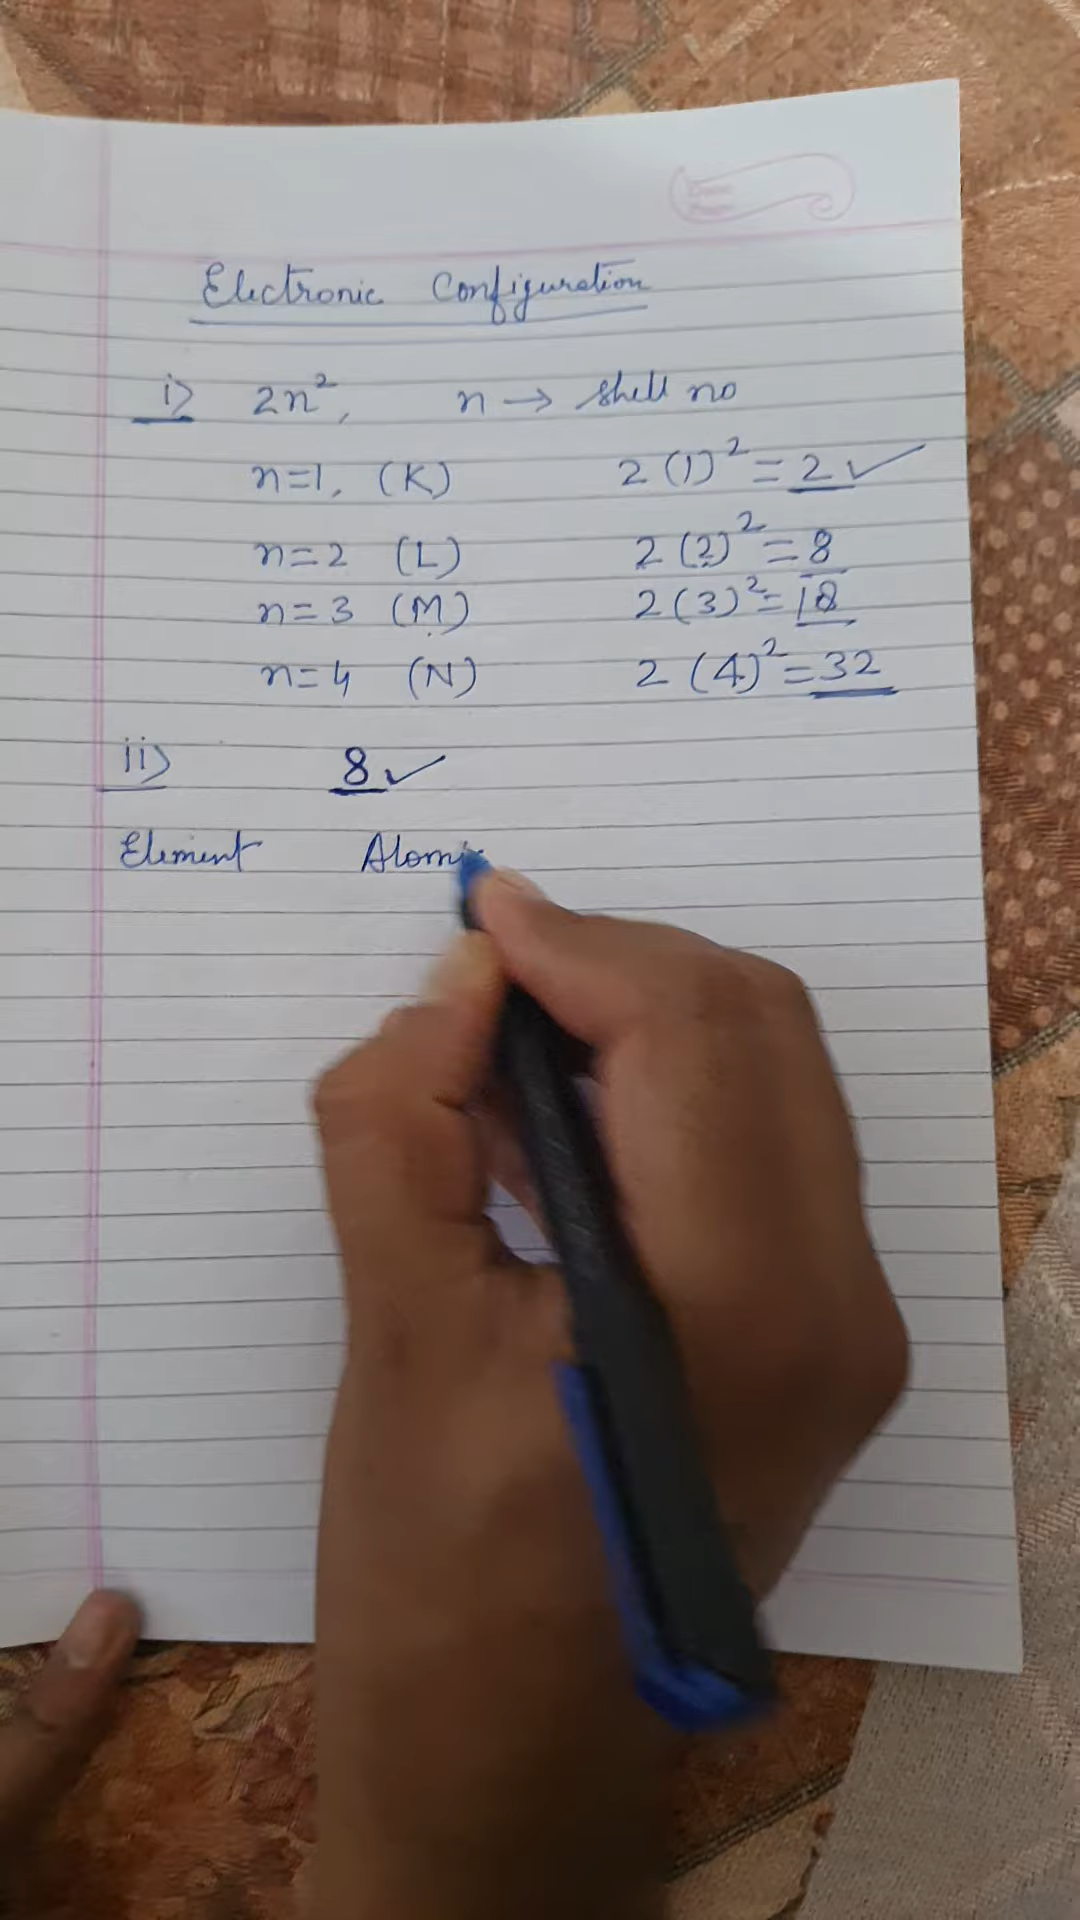 Electronic Configuration
i> 2n², n → shell no
n=1, (K) 2(1)² = 2 ✓
n=2 (L) 2(2)² = 8
n=3 (M) 2(3)² = 18
n=4 (N) 2(4)² = 32
ii> 8 ✓
Element Atomic